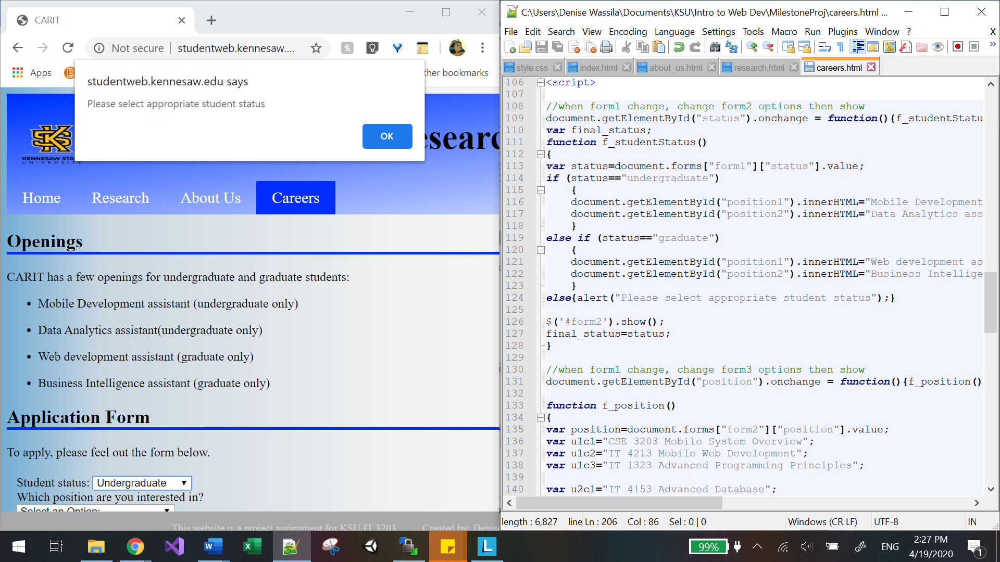 CARIT
Not secure
studentweb.kennesaw....
Apps
ther bookmarks
studentweb.kennesaw.edu says
Please select appropriate student status
OK
KENNESAW STA
UNIVERSITY
esearc
Home
Research
About Us
Careers
Openings
CARIT has a few openings for undergraduate and graduate students:
• Mobile Development assistant (undergraduate only)
• Data Analytics assistant(undergraduate only)
• Web development assistant (graduate only)
• Business Intelligence assistant (graduate only)
Application Form
To apply, please feel out the form below.
Student status: Undergraduate
Which position are you interested in?
Select an Option:
This website is a project assignment for KSU IT 3203
Created by: Denise
C:\Users\Denise Wassila\Documents\KSU\Intro to Web Dev\MilestoneProj\careers.html ...
File Edit Search View Encoding Language Settings Tools Macro Run Plugins Window ? X
style.css
index.html
about_us.html
research.html
careers.html
106 <script>
107
108 //when form1 change, change form2 options then show
109 document.getElementById("status").onchange = function(){f_studentStatu
110 var final_status;
111 function f_studentStatus()
112 {
113 var status=document.forms["form1"]["status"].value;
114 if (status=="undergraduate")
115 {
116 document.getElementById("position1").innerHTML="Mobile Development
117 document.getElementById("position2").innerHTML="Data Analytics ass
118 }
119 else if (status=="graduate")
120 {
121 document.getElementById("position1").innerHTML="Web development as
122 document.getElementById("position2").innerHTML="Business Intellige
123 }
124 else{alert("Please select appropriate student status");}
125
126 $('#form2').show();
127 final_status=status;
128 }
129
130 //when form1 change, change form3 options then show
131 document.getElementById("position").onchange = function(){f_position()
132
133 function f_position()
134 {
135 var position=document.forms["form2"]["position"].value;
136 var u1c1="CSE 3203 Mobile System Overview";
137 var u1c2="IT 4213 Mobile Web Development";
138 var u1c3="IT 1323 Advanced Programming Principles";
139
140 var u2c1="IT 4153 Advanced Database";
length : 6,827 line Ln : 206 Col : 86 Sel : 0 | 0 Windows (CR LF) UTF-8 IN
99%
ENG
2:27 PM
4/19/2020
1